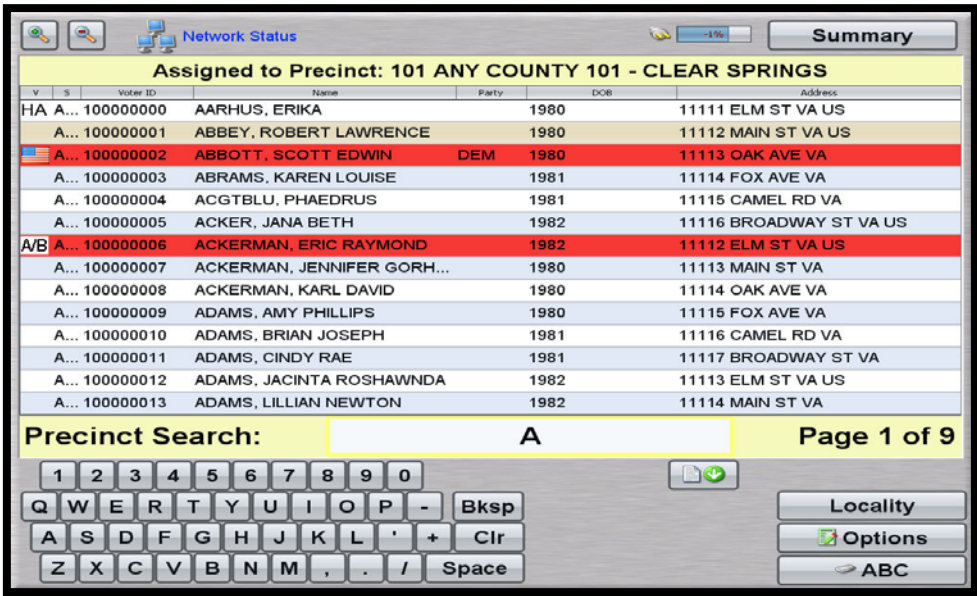 Network Status -1% Summary
Assigned to Precinct: 101 ANY COUNTY 101 - CLEAR SPRINGS
V S Voter ID Name Party DOB Address
HA A... 100000000 AARHUS, ERIKA 1980 11111 ELM ST VA US
A... 100000001 ABBEY, ROBERT LAWRENCE 1980 11112 MAIN ST VA US
A... 100000002 ABBOTT, SCOTT EDWIN DEM 1980 11113 OAK AVE VA
A... 100000003 ABRAMS, KAREN LOUISE 1981 11114 FOX AVE VA
A... 100000004 ACGTBLU, PHAEDRUS 1981 11115 CAMEL RD VA
A... 100000005 ACKER, JANA BETH 1982 11116 BROADWAY ST VA US
A/B A... 100000006 ACKERMAN, ERIC RAYMOND 1982 11112 ELM ST VA US
A... 100000007 ACKERMAN, JENNIFER GORH... 1980 11113 MAIN ST VA
A... 100000008 ACKERMAN, KARL DAVID 1980 11114 OAK AVE VA
A... 100000009 ADAMS, AMY PHILLIPS 1980 11115 FOX AVE VA
A... 100000010 ADAMS, BRIAN JOSEPH 1981 11116 CAMEL RD VA
A... 100000011 ADAMS, CINDY RAE 1981 11117 BROADWAY ST VA
A... 100000012 ADAMS, JACINTA ROSHAWNDA 1982 11113 ELM ST VA US
A... 100000013 ADAMS, LILLIAN NEWTON 1982 11114 MAIN ST VA
Precinct Search: A Page 1 of 9
1 2 3 4 5 6 7 8 9 0
Q W E R T Y U I O P - Bksp Locality
A S D F G H J K L ' + Clr Options
Z X C V B N M , . / Space ABC